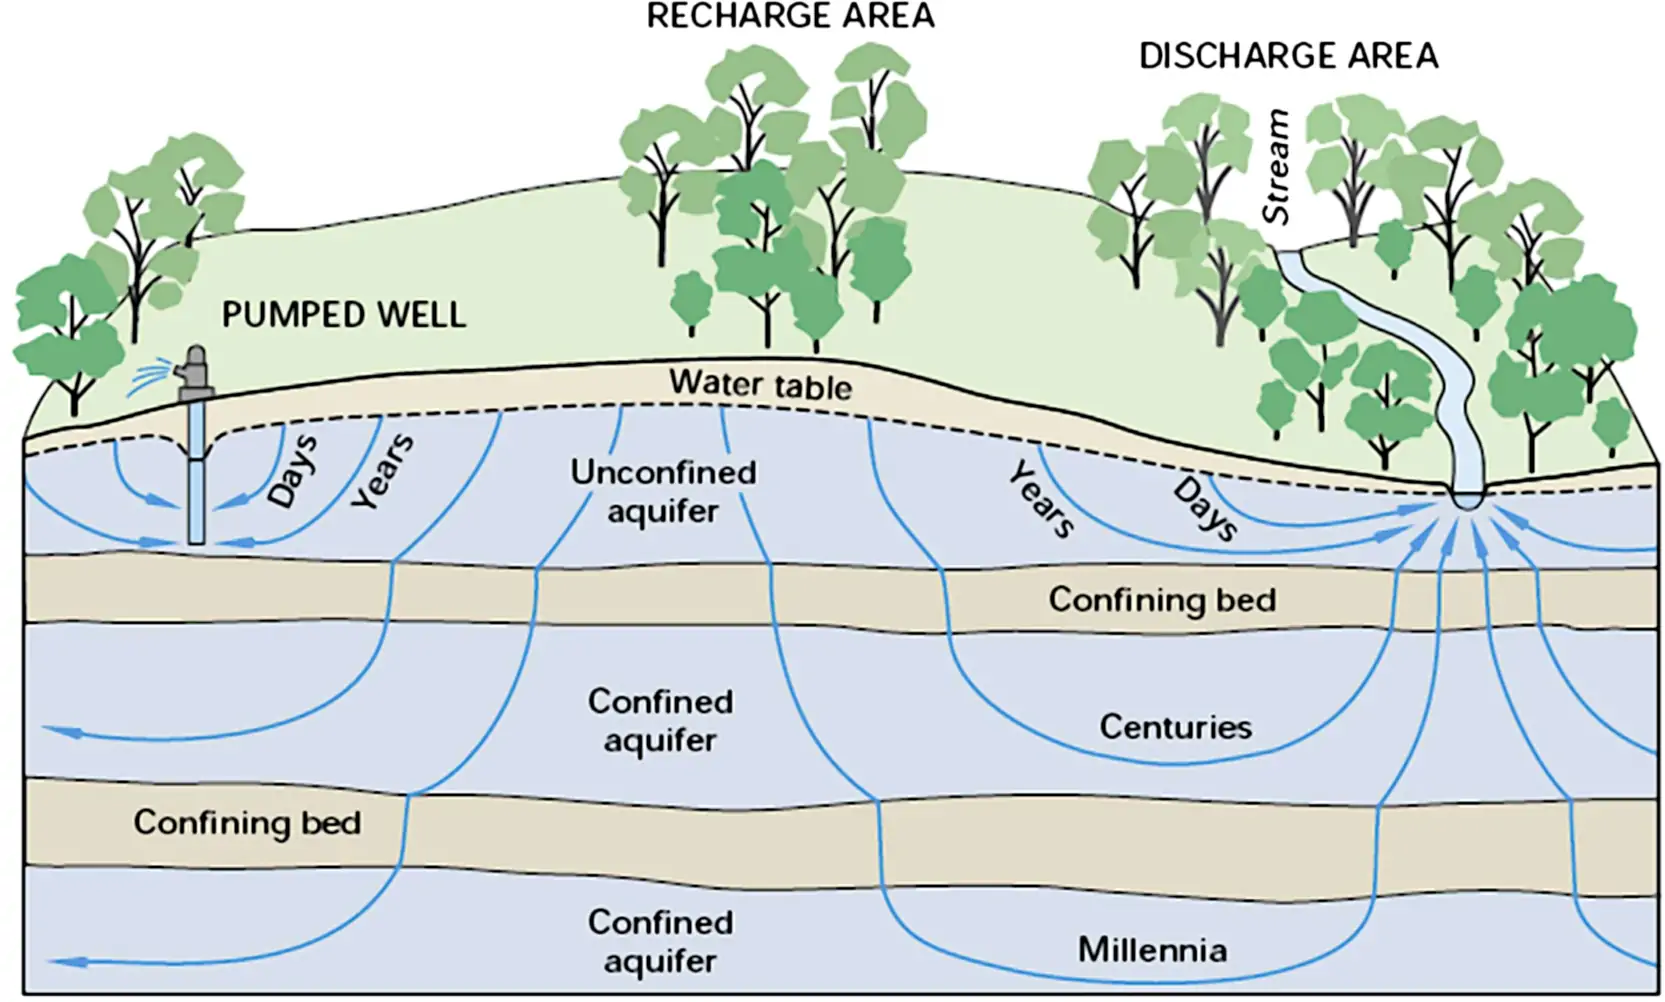 RECHARGE AREA
DISCHARGE AREA
Stream
PUMPED WELL
Water table
Days
Years
Unconfined
aquifer
Years
Days
Confining bed
Confined
aquifer
Centuries
Confining bed
Confined
aquifer
Millennia